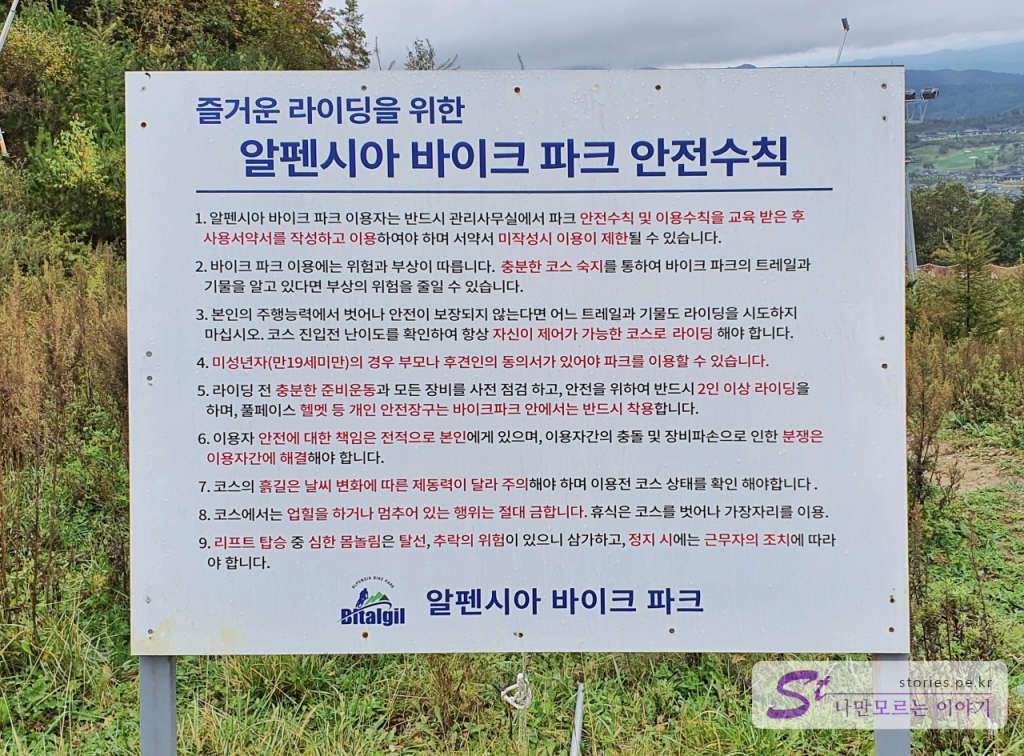 즐거운 라이딩을 위한
알펜시아 바이크 파크 안전수칙
1. 알펜시아 바이크 파크 이용자는 반드시 관리사무실에서 파크 안전수칙 및 이용수칙을 교육 받은 후
사용서약서를 작성하고 이용하여야 하며 서약서 미작성시 이용이 제한될 수 있습니다.
2. 바이크 파크 이용에는 위험과 부상이 따릅니다. 충분한 코스 숙지를 통하여 바이크 파크의 트레일과
기물을 알고 있다면 부상의 위험을 줄일 수 있습니다.
3. 본인의 주행능력에서 벗어나 안전이 보장되지 않는다면 어느 트레일과 기물도 라이딩을 시도하지
마십시오. 코스 진입전 난이도를 확인하여 항상 자신이 제어가 가능한 코스로 라이딩 해야 합니다.
4. 미성년자(만19세미만)의 경우 부모나 후견인의 동의서가 있어야 파크를 이용할 수 있습니다.
5. 라이딩 전 충분한 준비운동과 모든 장비를 사전 점검 하고, 안전을 위하여 반드시 2인 이상 라이딩을
하며, 풀페이스 헬멧 등 개인 안전장구는 바이크파크 안에서는 반드시 착용합니다.
6. 이용자 안전에 대한 책임은 전적으로 본인에게 있으며, 이용자간의 충돌 및 장비파손으로 인한 분쟁은
이용자간에 해결해야 합니다.
7. 코스의 흙길은 날씨 변화에 따른 제동력이 달라 주의해야 하며 이용전 코스 상태를 확인 해야합니다 .
8. 코스에서는 업힐을 하거나 멈추어 있는 행위는 절대 금합니다. 휴식은 코스를 벗어나 가장자리를 이용.
9. 리프트 탑승 중 심한 몸놀림은 탈선, 추락의 위험이 있으니 삼가하고, 정지 시에는 근무자의 조치에 따라
야 합니다.
ALPENSIA BIKE PARK
Bitalgil
알펜시아 바이크 파크
St
stories.pe.kr
나만모르는 이야기